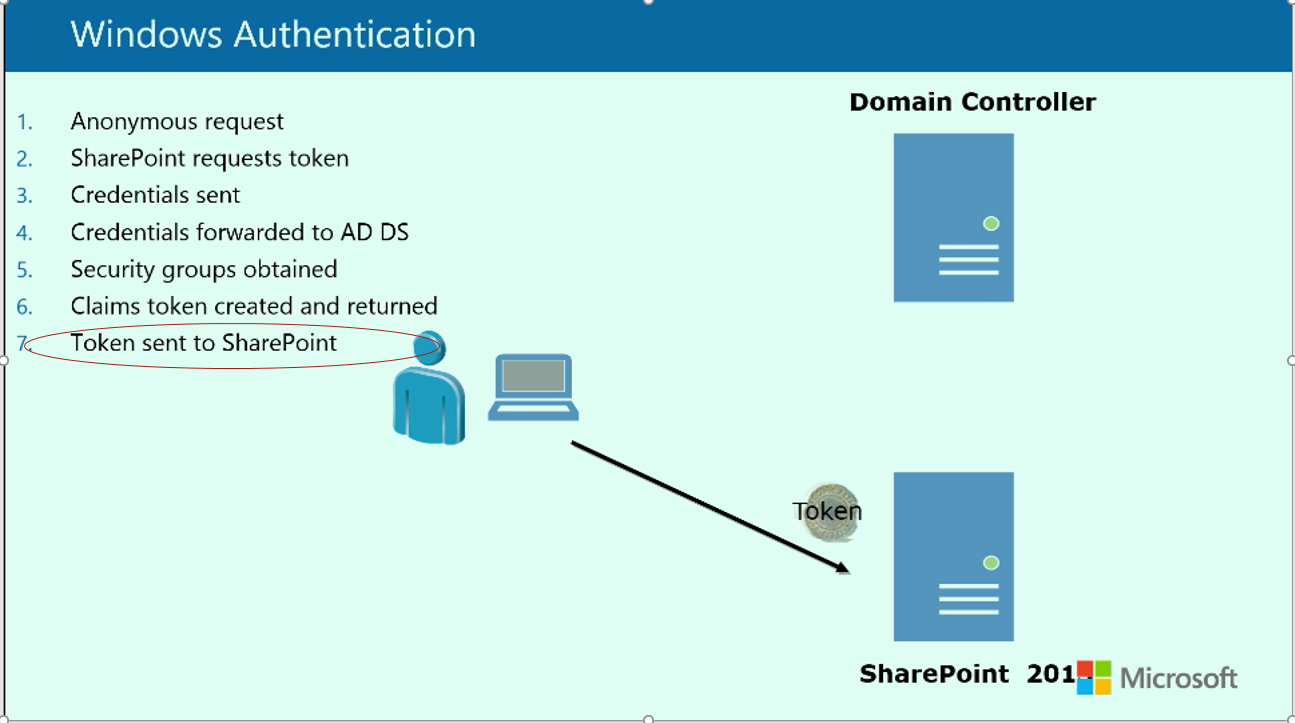 Windows Authentication
1. Anonymous request
2. SharePoint requests token
3. Credentials sent
4. Credentials forwarded to AD DS
5. Security groups obtained
6. Claims token created and returned
7. Token sent to SharePoint
Domain Controller
Token
SharePoint 201
Microsoft